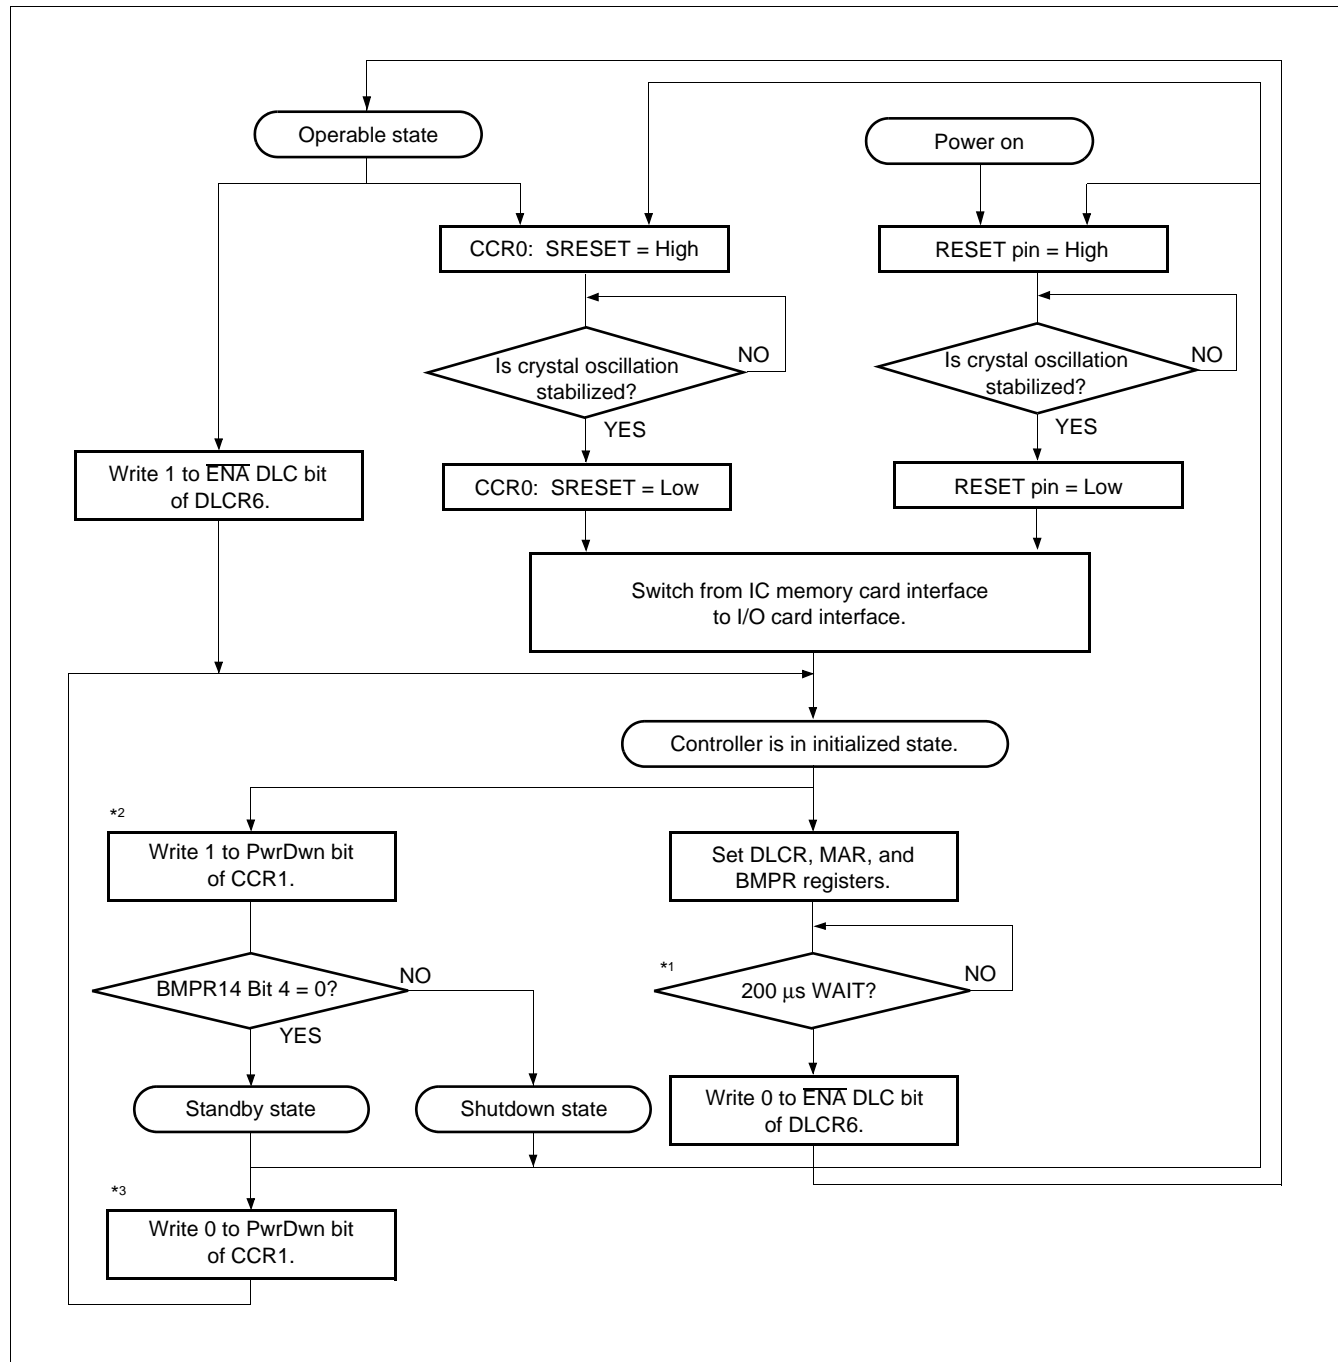 Operable state
Power on
CCR0:  SRESET = High
RESET pin = High
Is crystal oscillation
stabilized?
NO
YES
Is crystal oscillation
stabilized?
NO
YES
Write 1 to E̅N̅A̅ DLC bit
of DLCR6.
CCR0:  SRESET = Low
RESET pin = Low
Switch from IC memory card interface
to I/O card interface.
Controller is in initialized state.
*2
Write 1 to PwrDwn bit
of CCR1.
Set DLCR, MAR, and
BMPR registers.
BMPR14 Bit 4 = 0?
NO
YES
*1
200 μs WAIT?
NO
Standby state
Shutdown state
Write 0 to E̅N̅A̅ DLC bit
of DLCR6.
*3
Write 0 to PwrDwn bit
of CCR1.